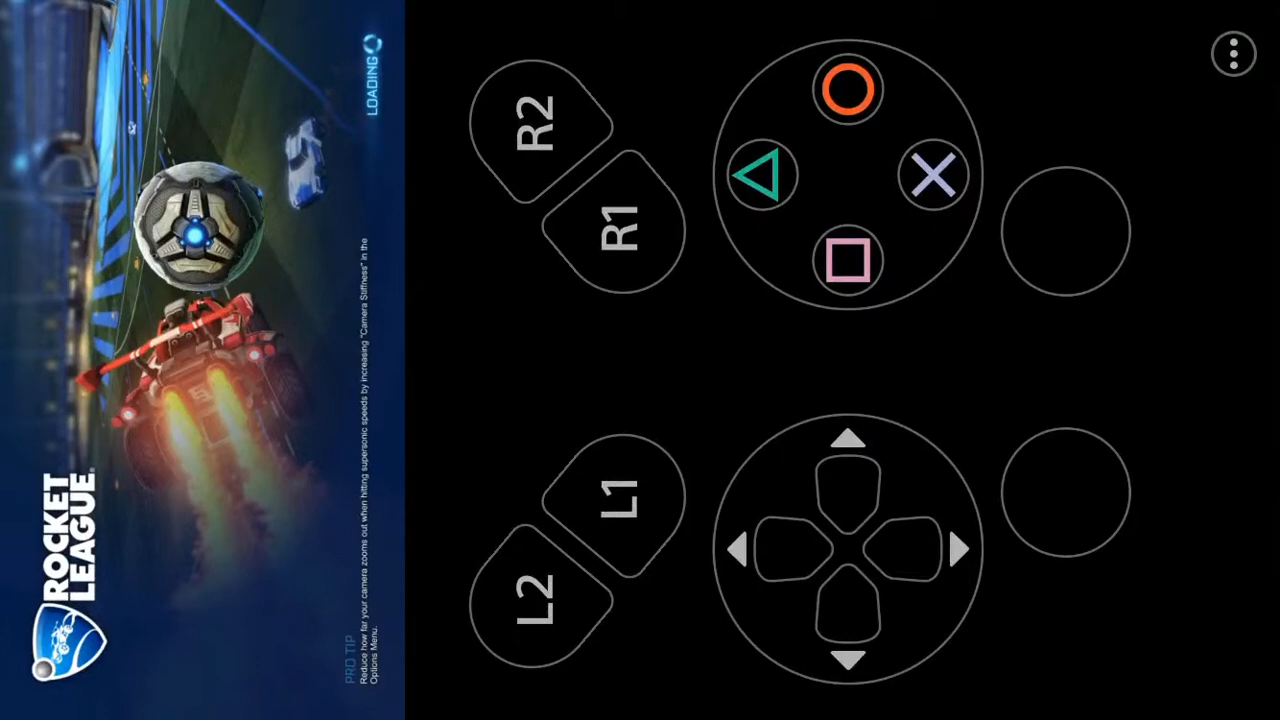 ROCKET
LEAGUE®
LOADING
PRO TIP
Reduce how far your camera zooms out when hitting supersonic speeds by increasing "Camera Stiffness" in the
Options Menu.
L2
L1
R1
R2